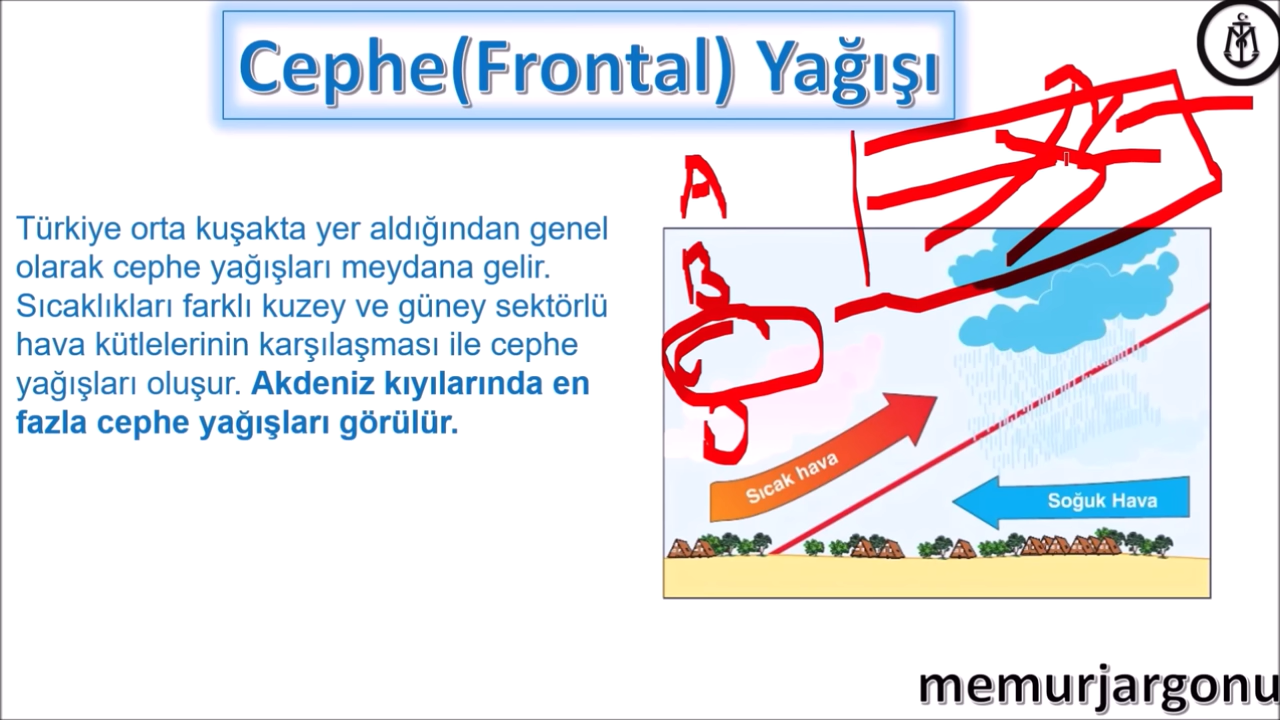 Cephe(Frontal) Yağışı
Türkiye orta kuşakta yer aldığından genel
olarak cephe yağışları meydana gelir.
Sıcaklıkları farklı kuzey ve güney sektörlü
hava kütlelerinin karşılaşması ile cephe
yağışları oluşur. Akdeniz kıyılarında en
fazla cephe yağışları görülür.
A
B
C
D
Sıcak hava
Soğuk Hava
memurjargonu